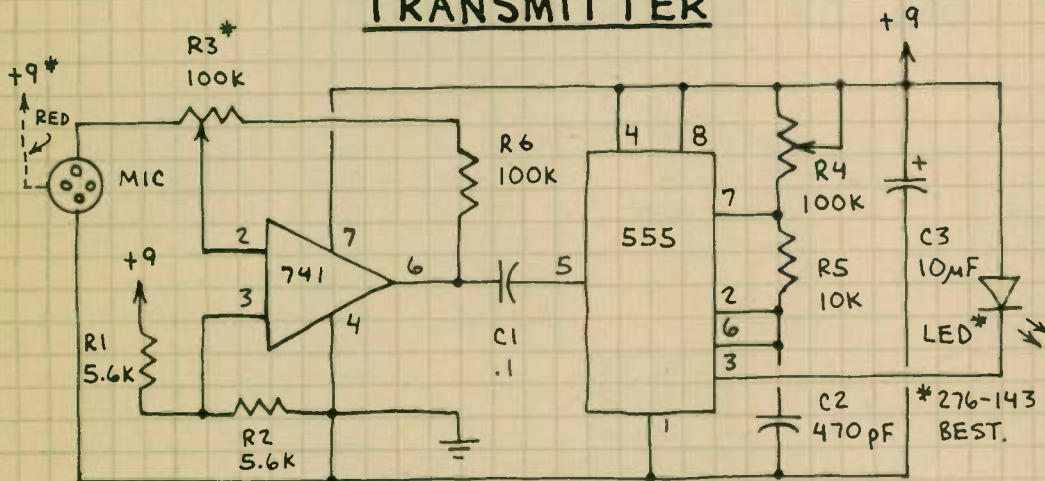 TRANSMITTER
+9
R3*
100K
+9*
RED
MIC
4
8
R6
100K
R4
100K
7
+
2
7
741
6
5
555
C3
10µF
+9
3
4
C1
.1
2
6
3
R5
10K
LED*
R1
5.6K
R2
5.6K
1
C2
470 pF
*276-143
BEST.